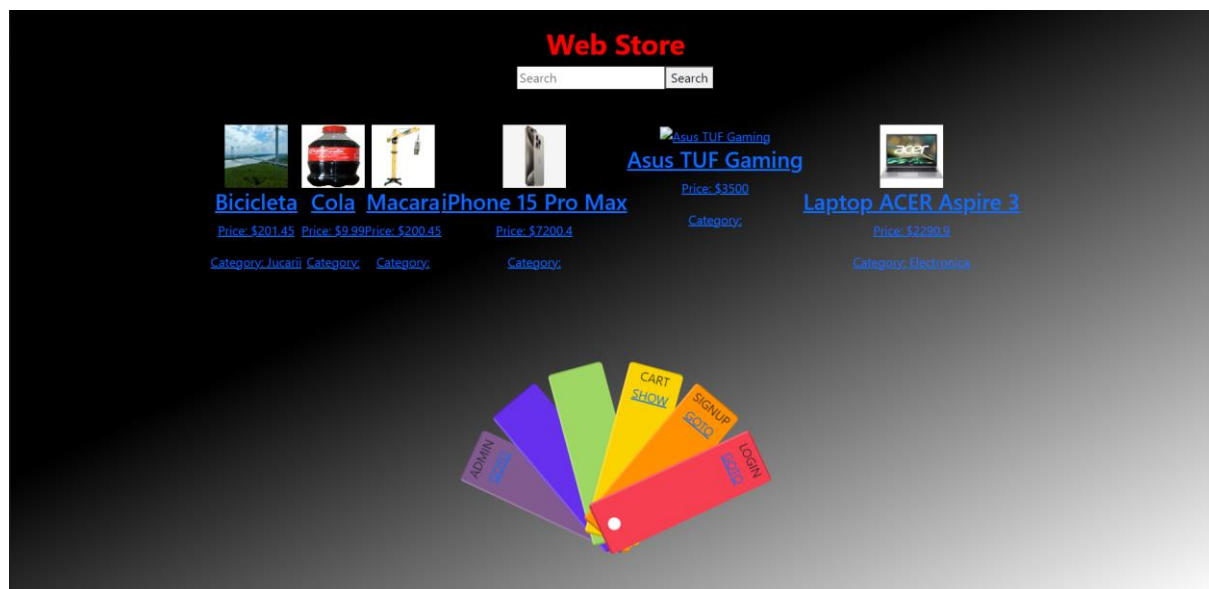 Web Store
Search Search
Asus TUF Gaming
Asus TUF Gaming
Bicicleta Cola Macara iPhone 15 Pro Max Laptop ACER Aspire 3
Price: $3500
Price: $201.45 Price: $9.99 Price: $200.45 Price: $7200.4 Price: $2290.9
Category:
Category: Jucarii Category: Category: Category: Category: Electronica
acer
CART
SHOW
SIGNUP
GOTO
ADMIN
GOTO
LOGIN
GOTO